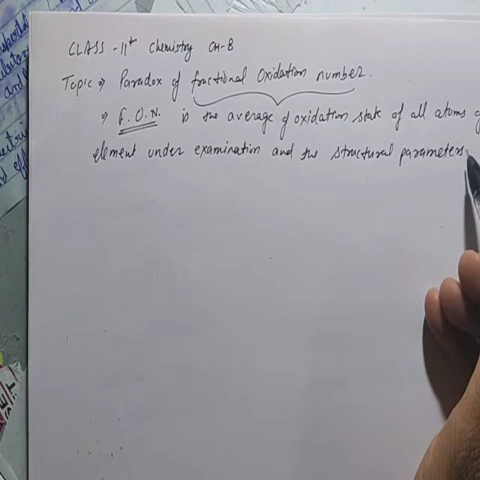 CLASS - 11th Chemistry CH-8
Topic ⇒ Paradox of fractional Oxidation number.
⇒ F.O.N. is the average of oxidation state of all atoms of
element under examination and the structural parameters